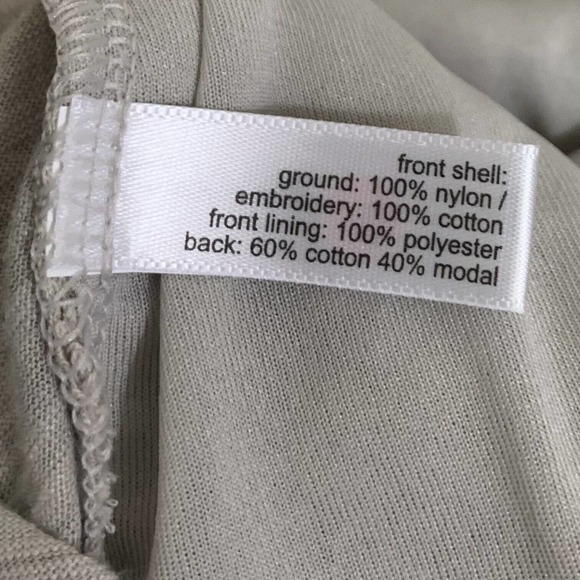 front shell:
ground: 100% nylon /
embroidery: 100% cotton
front lining: 100% polyester
back: 60% cotton 40% modal